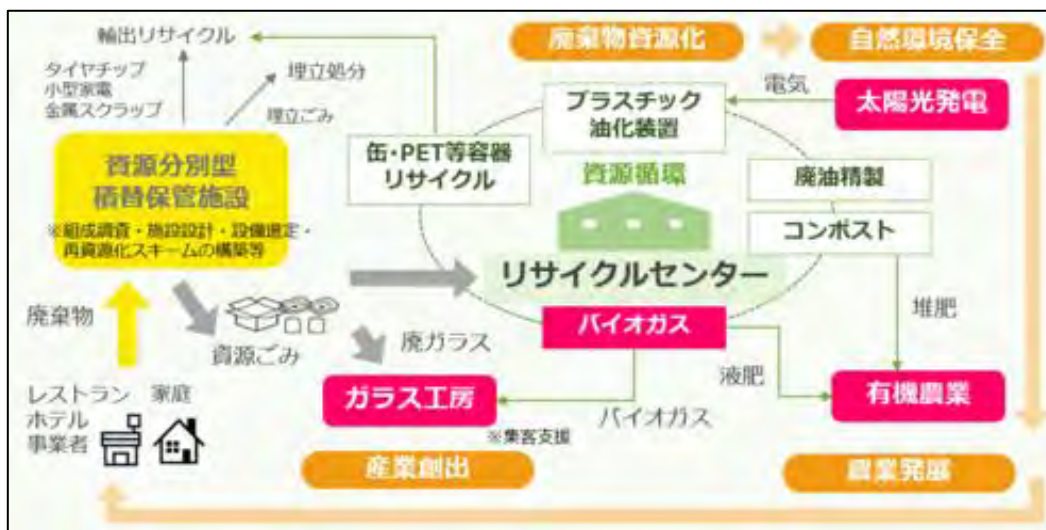 廃棄物資源化
自然環境保全
輸出リサイクル
タイヤチップ
小型家電
金属スクラップ
埋立処分
埋立ごみ
プラスチック
油化装置
電気
太陽光発電
缶・PET等容器
リサイクル
資源循環
廃油精製
コンポスト
資源分別型
積替保管施設
※組成調査・施設設計・設備選定・
再資源化スキームの構築等
リサイクルセンター
バイオガス
堆肥
廃棄物
資源ごみ
廃ガラス
液肥
レストラン 家庭
ホテル
事業者
ガラス工房
※集客支援
バイオガス
有機農業
産業創出
農業発展